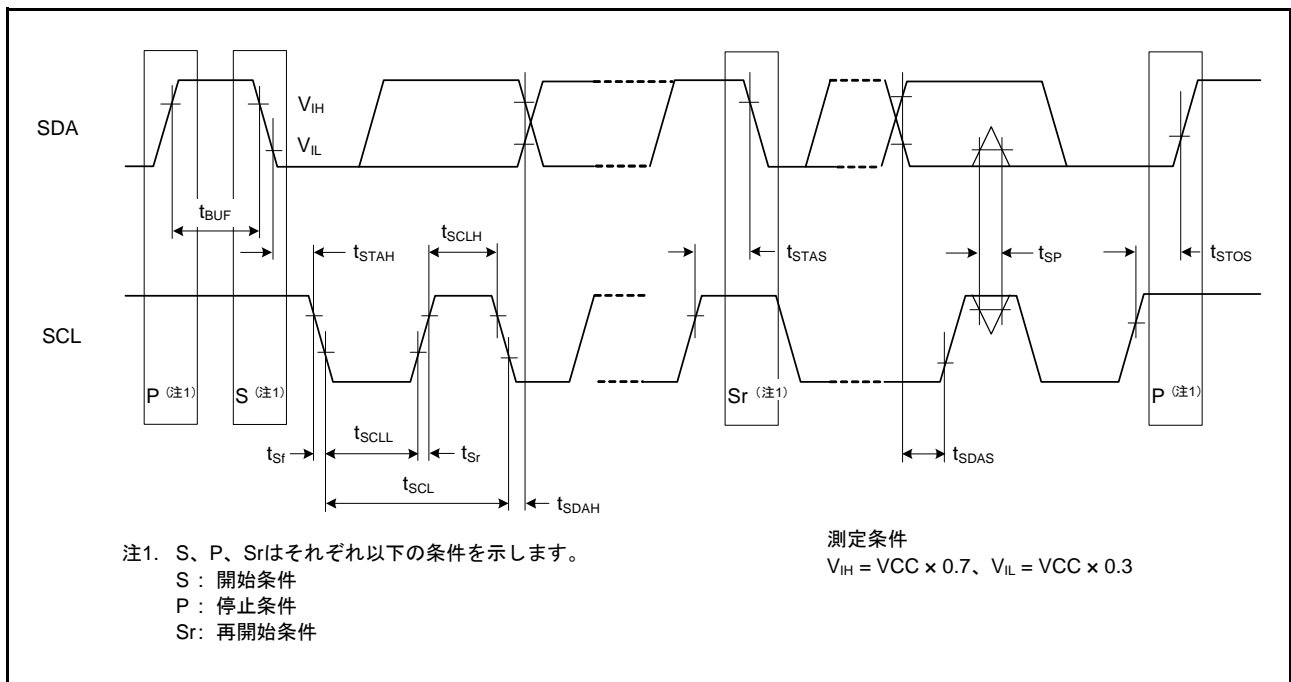 SDA
V_IH
V_IL
t_BUF
t_STAH
t_SCLH
t_STAS
t_SP
t_STOS
SCL
P（注1）
S（注1）
Sr（注1）
P（注1）
t_Sf
t_SCLL
t_Sr
t_SDAS
t_SCL
t_SDAH
注1. S、P、Srはそれぞれ以下の条件を示します。
S : 開始条件
P : 停止条件
Sr: 再開始条件
測定条件
V_IH = VCC × 0.7、V_IL = VCC × 0.3